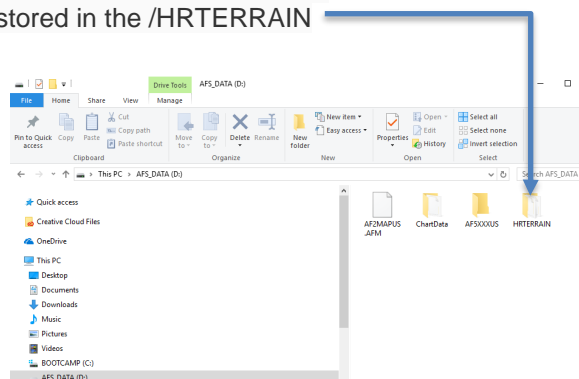 stored in the /HRTERRAIN
Drive Tools AFS_DATA (D:)
File Home Share View Manage
Pin to Quick access
Copy
Paste
Cut
Copy path
Paste shortcut
Clipboard
Move to
Copy to
Delete
Rename
Organize
New folder
New item
Easy access
New
Properties
Open
Edit
History
Open
Select all
Select none
Invert selection
Select
This PC > AFS_DATA (D:)
Search AFS_DATA
Quick access
Creative Cloud Files
OneDrive
This PC
Desktop
Documents
Downloads
Music
Pictures
Videos
BOOTCAMP (C:)
AFS_DATA (D:)
AF2MAPUS.AFM
ChartData
AF5XXXUS
HRTERRAIN